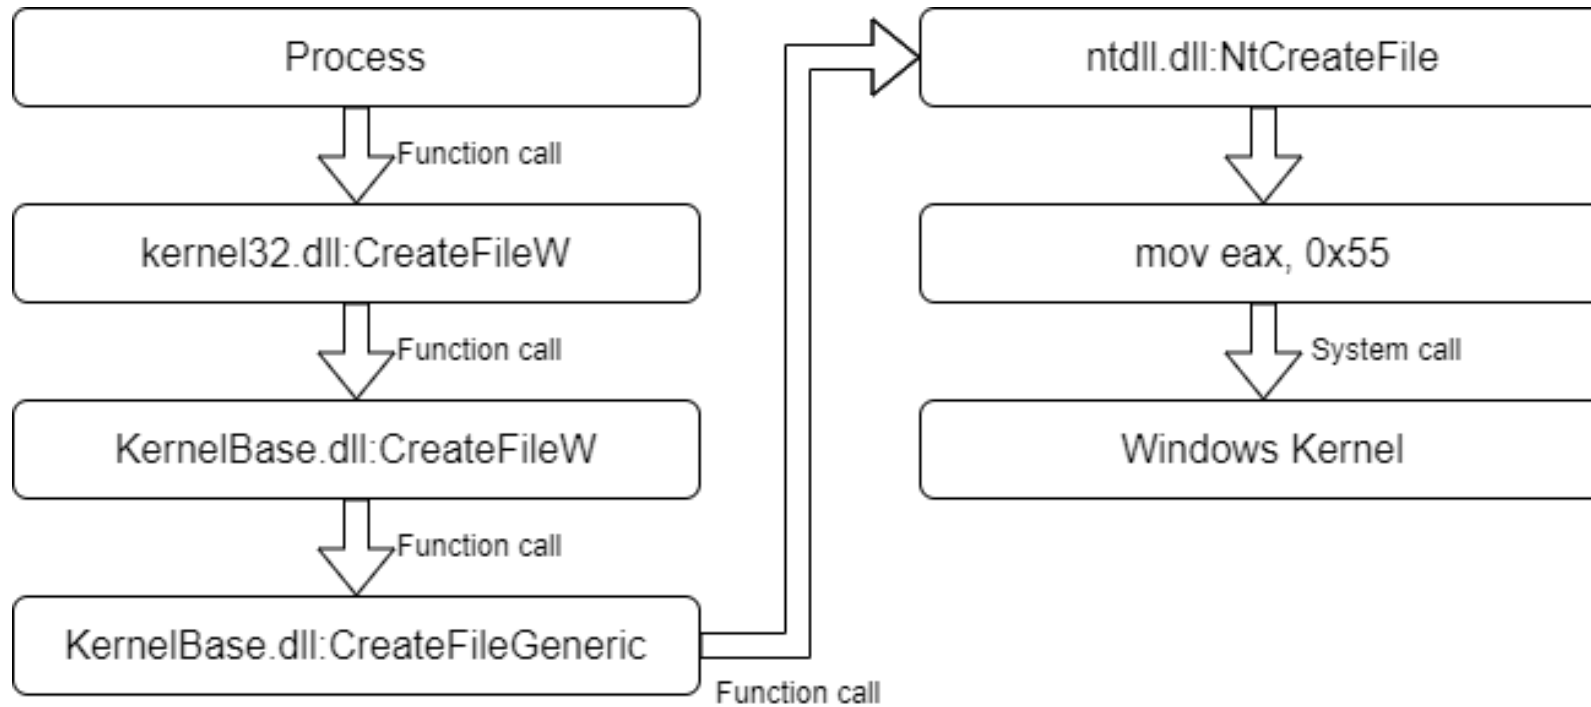 Process
Function call
kernel32.dll:CreateFileW
Function call
KernelBase.dll:CreateFileW
Function call
KernelBase.dll:CreateFileGeneric
Function call
ntdll.dll:NtCreateFile
mov eax, 0x55
System call
Windows Kernel